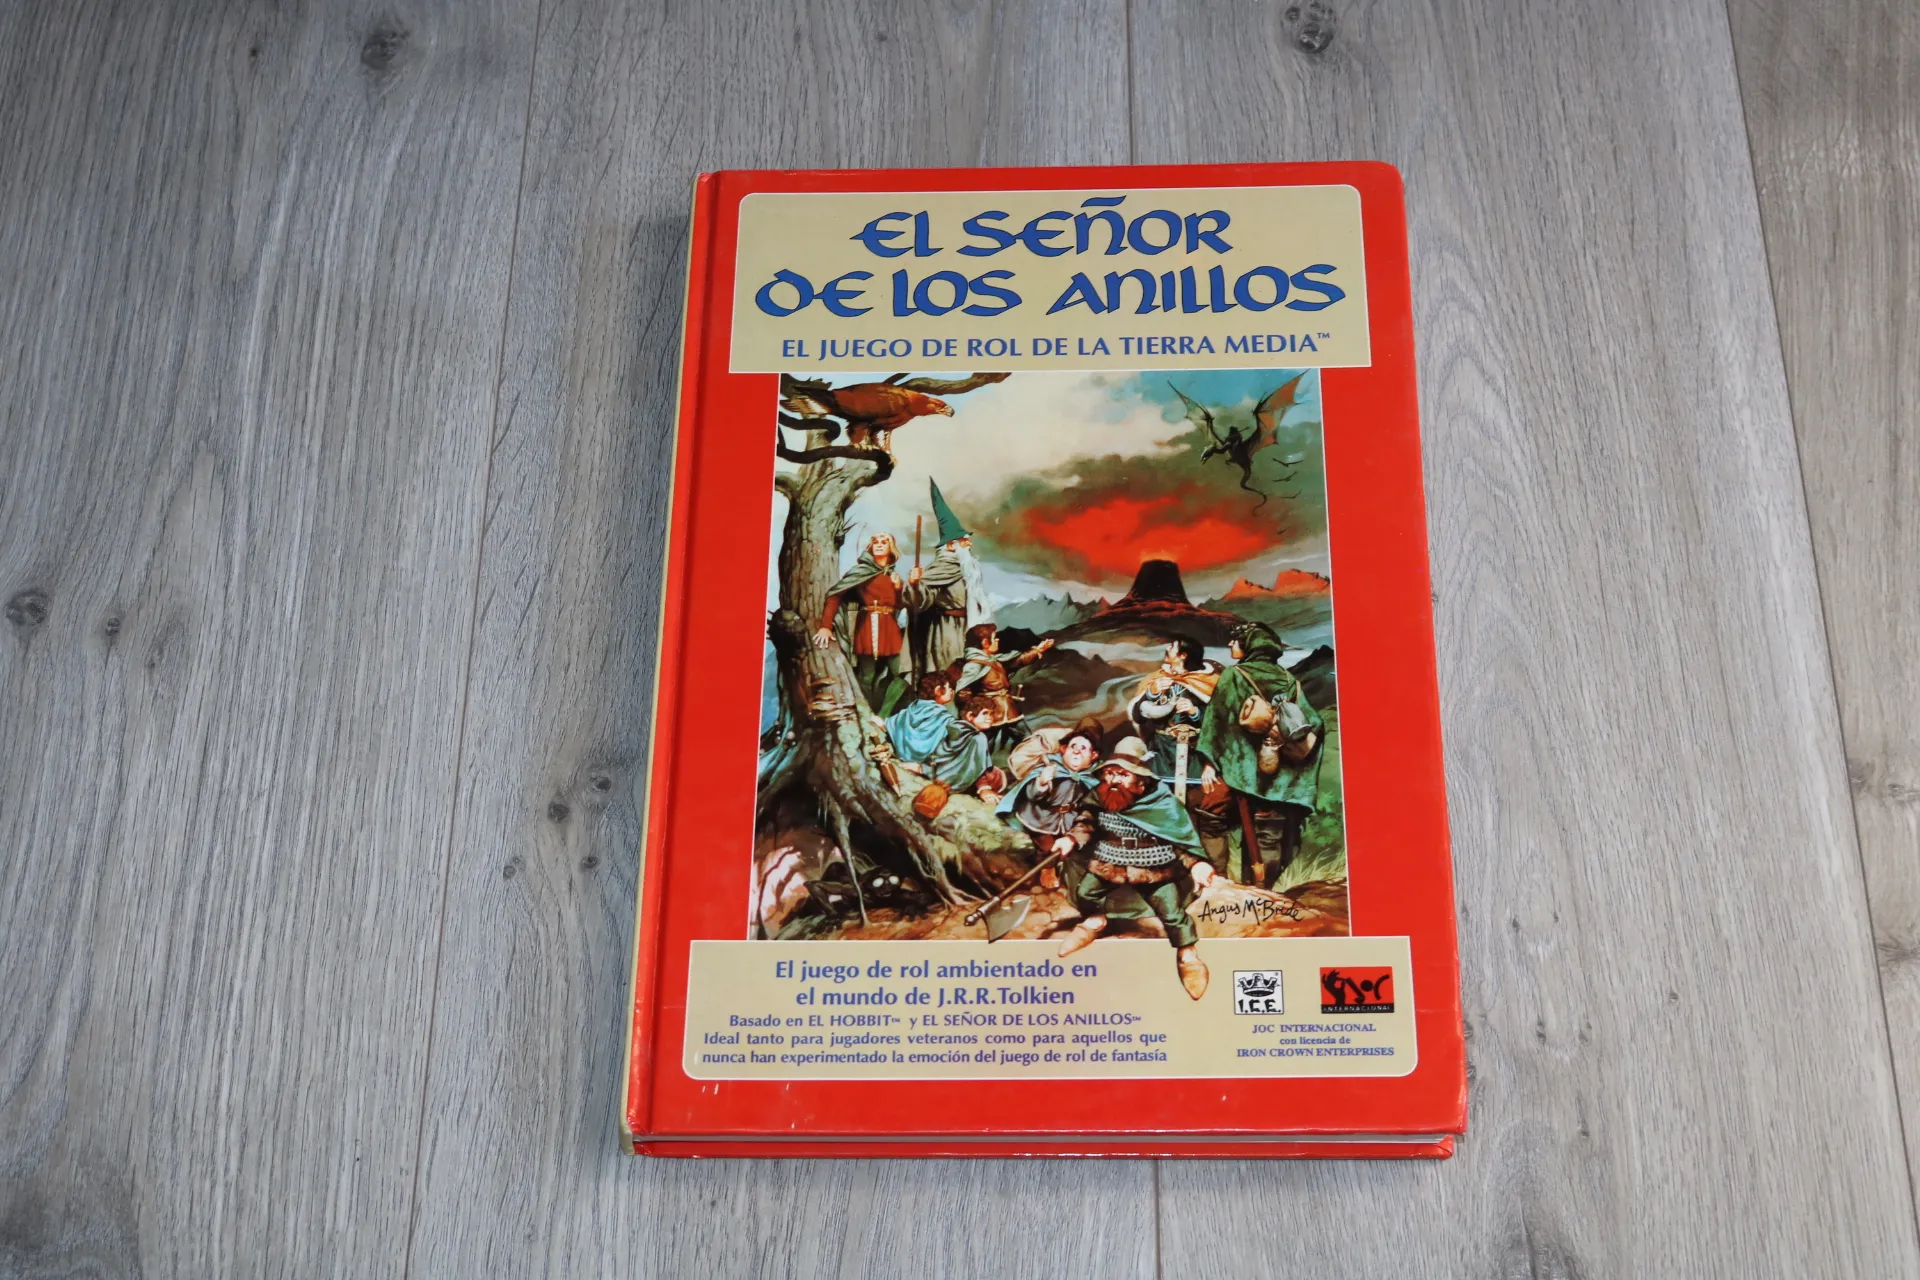 EL SEÑOR
DE LOS ANILLOS
EL JUEGO DE ROL DE LA TIERRA MEDIA™
Angus McBride
El juego de rol ambientado en
el mundo de J.R.R.Tolkien
Basado en EL HOBBIT™ y EL SEÑOR DE LOS ANILLOS™
Ideal tanto para jugadores veteranos como para aquellos que
nunca han experimentado la emoción del juego de rol de fantasía
I.C.E.
JOC
INTERNACIONAL
JOC INTERNACIONAL
con licencia de
IRON CROWN ENTERPRISES